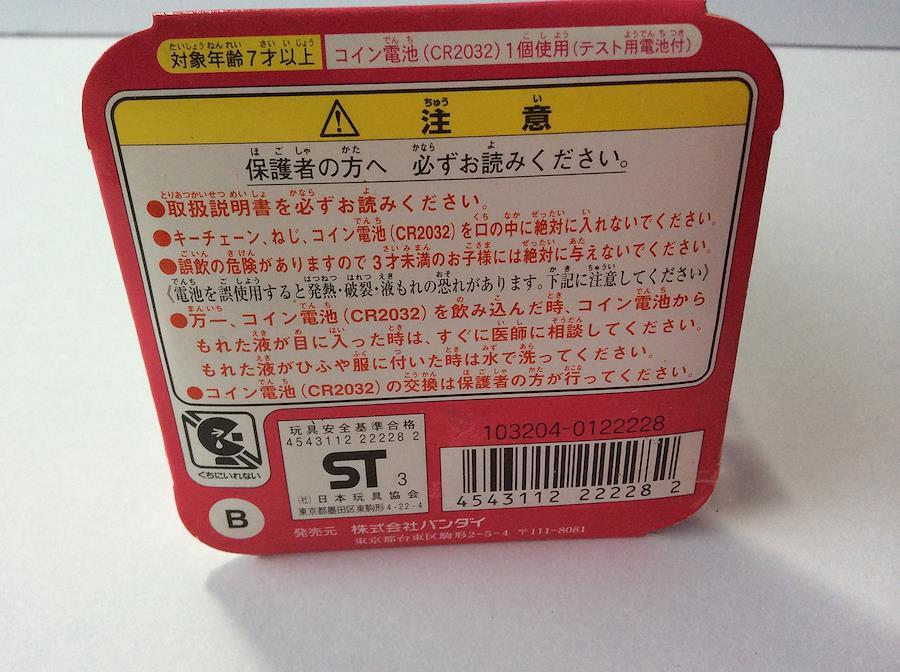 対象年齢7才以上
コイン電池(CR2032)1個使用(テスト用電池付)
注意
保護者の方へ 必ずお読みください。
●取扱説明書を必ずお読みください。
●キーチェーン、ねじ、コイン電池(CR2032)を口の中に絶対に入れないでください。
●誤飲の危険がありますので3才未満のお子様には絶対に与えないでください。
《電池を誤使用すると発熱・破裂・液もれの恐れがあります。下記に注意してください》
●万一、コイン電池(CR2032)を飲み込んだ時、コイン電池から
もれた液が目に入った時は、すぐに医師に相談してください。
もれた液がひふや服に付いた時は水で洗ってください。
●コイン電池(CR2032)の交換は保護者の方が行ってください。
くちにいれない
玩具安全基準合格
4543112 22228 2
ST 3
(社)日本玩具協会
東京都墨田区東駒形4-22-4
103204-0122228
4543112 222282
B
発売元 株式会社バンダイ
東京都台東区駒形2-5-4 〒111-8081